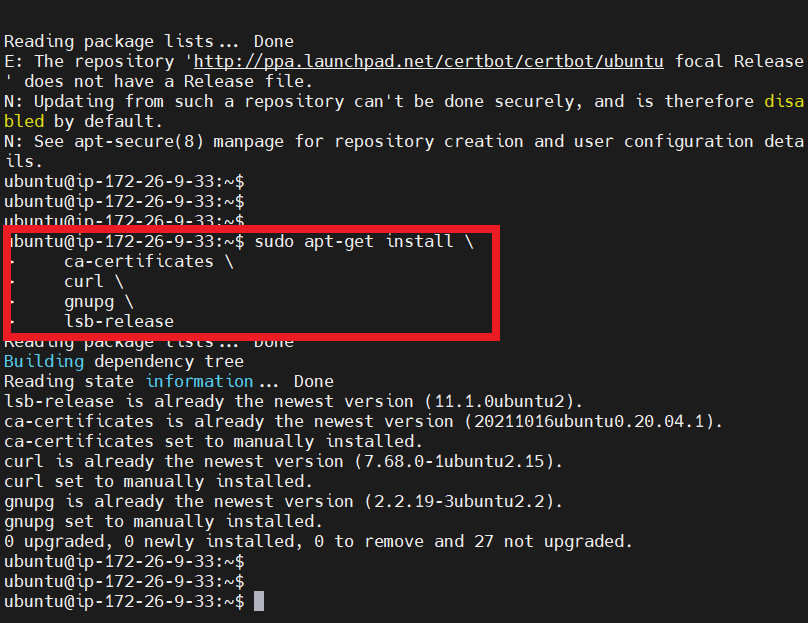 Reading package lists... Done
E: The repository 'http://ppa.launchpad.net/certbot/certbot/ubuntu focal Release
' does not have a Release file.
N: Updating from such a repository can't be done securely, and is therefore disa
bled by default.
N: See apt-secure(8) manpage for repository creation and user configuration deta
ils.
ubuntu@ip-172-26-9-33:~$
ubuntu@ip-172-26-9-33:~$
ubuntu@ip-172-26-9-33:~$
ubuntu@ip-172-26-9-33:~$ sudo apt-get install \
>     ca-certificates \
>     curl \
>     gnupg \
>     lsb-release
Reading package lists... Done
Building dependency tree
Reading state information... Done
lsb-release is already the newest version (11.1.0ubuntu2).
ca-certificates is already the newest version (20211016ubuntu0.20.04.1).
ca-certificates set to manually installed.
curl is already the newest version (7.68.0-1ubuntu2.15).
curl set to manually installed.
gnupg is already the newest version (2.2.19-3ubuntu2.2).
gnupg set to manually installed.
0 upgraded, 0 newly installed, 0 to remove and 27 not upgraded.
ubuntu@ip-172-26-9-33:~$
ubuntu@ip-172-26-9-33:~$
ubuntu@ip-172-26-9-33:~$